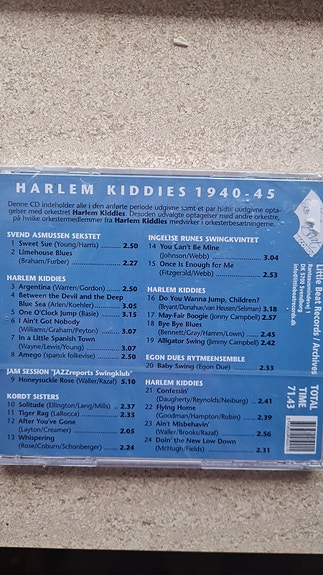 HARLEM KIDDIES 1940-45
Denne CD indeholder alle i den anførte periode udgivne samt et par hidtil uudgivne opta-
gelser med orkestret Harlem Kiddies. Desuden udvalgte optagelser med andre orkestre,
på hvilke orkestermedlemmer fra Harlem Kiddies medvirker i orkesterbesætningerne.
SVEND ASMUSSEN SEKSTET
1 Sweet Sue (Young/Harris) 2.50
2 Limehouse Blues
(Braham/Furber) 2.27
HARLEM KIDDIES
3 Argentina (Warren/Gordon) 2.50
4 Between the Devil and the Deep
Blue Sea (Arlen/Koehler) 3.05
5 One O'Clock Jump (Basie) 3.15
6 I Ain't Got Nobody
(Williams/Graham/Peyton) 3.07
7 In a Little Spanish Town
(Wayne/Lewis/Young) 3.07
8 Amego (spansk folkevise) 2.50
JAM SESSION "JAZZreports Swingklub"
9 Honeysuckle Rose (Waller/Razaf) 5.10
KORDT SISTERS
10 Solitude (Ellington/Lang/Mills) 2.37
11 Tiger Rag (LaRocca) 2.33
12 After You've Gone
(Layton/Creamer) 2.05
13 Whispering
(Rose/Coburn/Schonberger) 2.24
INGELISE RUNES SWINGKVINTET
14 You Can't Be Mine
(Johnson/Webb) 3.04
15 Once Is Enough for Me
(Fitzgerald/Webb) 2.53
HARLEM KIDDIES
16 Do You Wanna Jump, Children?
(Bryant/Donahue/Van Heusen/Selsman) 3.18
17 May-Fair Boogie (Jonny Campbell) 2.57
18 Bye Bye Blues
(Bennett/Gray/Hamm/Lown) 2.45
19 Alligator Swing (Jimmy Campbell) 2.42
EGON DUES RYTMEENSEMBLE
20 Baby Swing (Egon Due) 2.33
HARLEM KIDDIES
21 Confessin'
(Daugherty/Reynolds/Neiburg) 2.41
22 Flying Home
(Goodman/Hampton/Robin) 2.39
23 Ain't Misbehavin'
(Waller/Brooks/Razaf) 2.56
24 Doin' the New Low Down
(McHugh/Fields) 2.31
Little Beat Records / Archives
DK 5700 Svendborg
info@littlebeatrecords.dk
TOTAL
TIME
71.43